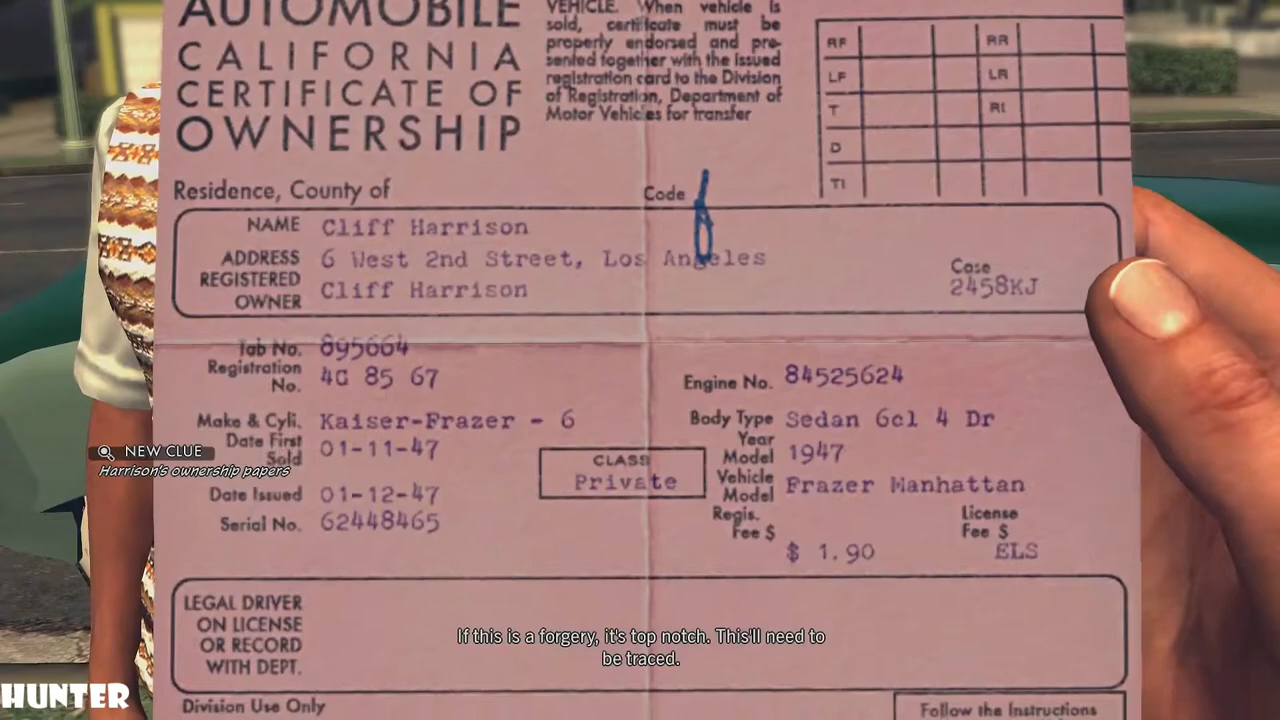 AUTOMOBILE
CALIFORNIA
CERTIFICATE OF
OWNERSHIP
VEHICLE. When vehicle is
sold, certificate must be
properly endorsed and pre-
sented together with the issued
registration card to the Division
of Registration, Department of
Motor Vehicles for transfer
RF RR
LF LR
T RI
D
TI
Residence, County of
Code 6
NAME Cliff Harrison
ADDRESS 6 West 2nd Street, Los Angeles
REGISTERED OWNER Cliff Harrison
Case
2458KJ
Tab No. 895664
Registration No. 4G 85 67
Engine No. 84525624
Make & Cyli. Kaiser-Frazer - 6
Date First Sold 01-11-47
Date Issued 01-12-47
Serial No. 62448465
CLASS
Private
Body Type Sedan 6cl 4 Dr
Year Model 1947
Vehicle Model Frazer Manhattan
Regis. Fee $
$ 1.90
License
Fee $
ELS
NEW CLUE
Harrison's ownership papers
LEGAL DRIVER
ON LICENSE
OR RECORD
WITH DEPT.
If this is a forgery, it's top notch. This'll need to
be traced.
Division Use Only
Follow the Instructions
HUNTER